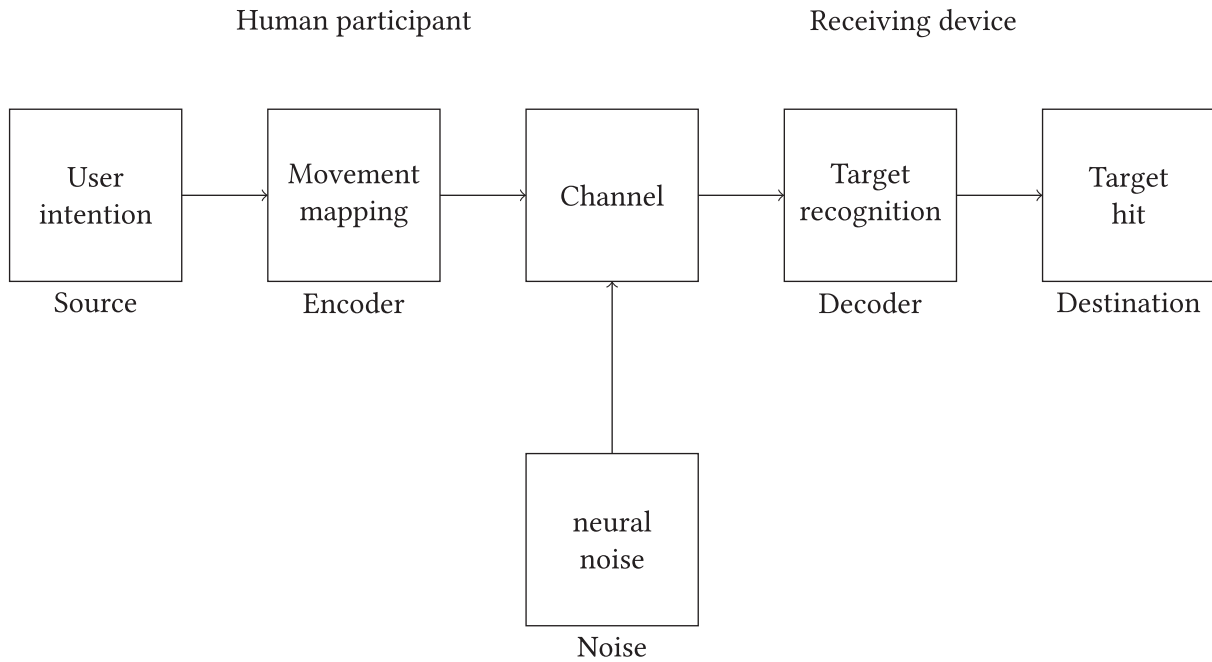 Human participant
Receiving device
User
intention
Source
Movement
mapping
Encoder
Channel
Target
recognition
Decoder
Target
hit
Destination
neural
noise
Noise